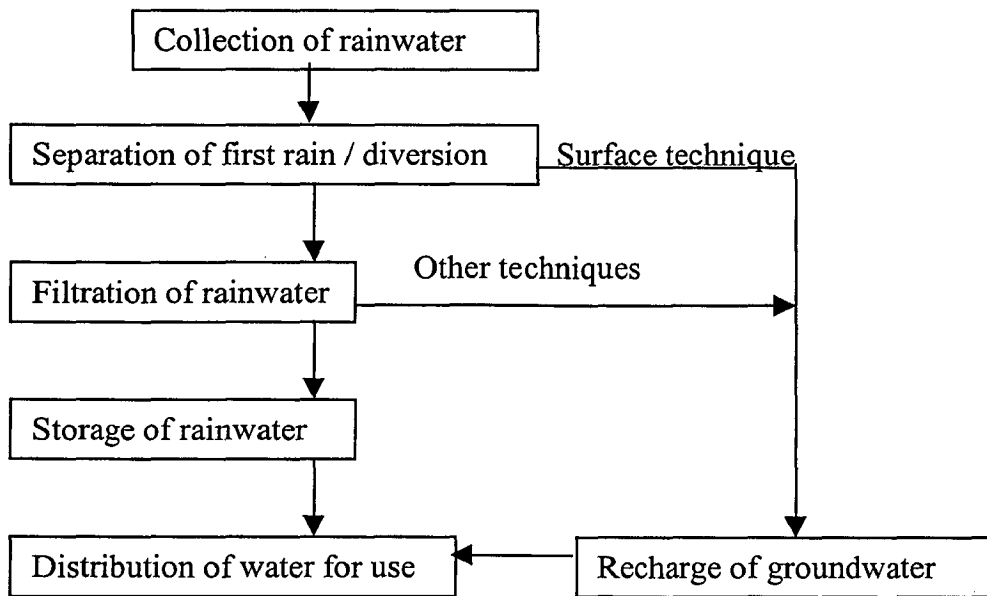 Collection of rainwater
Separation of first rain / diversion
Surface technique
Filtration of rainwater
Other techniques
Storage of rainwater
Distribution of water for use
Recharge of groundwater